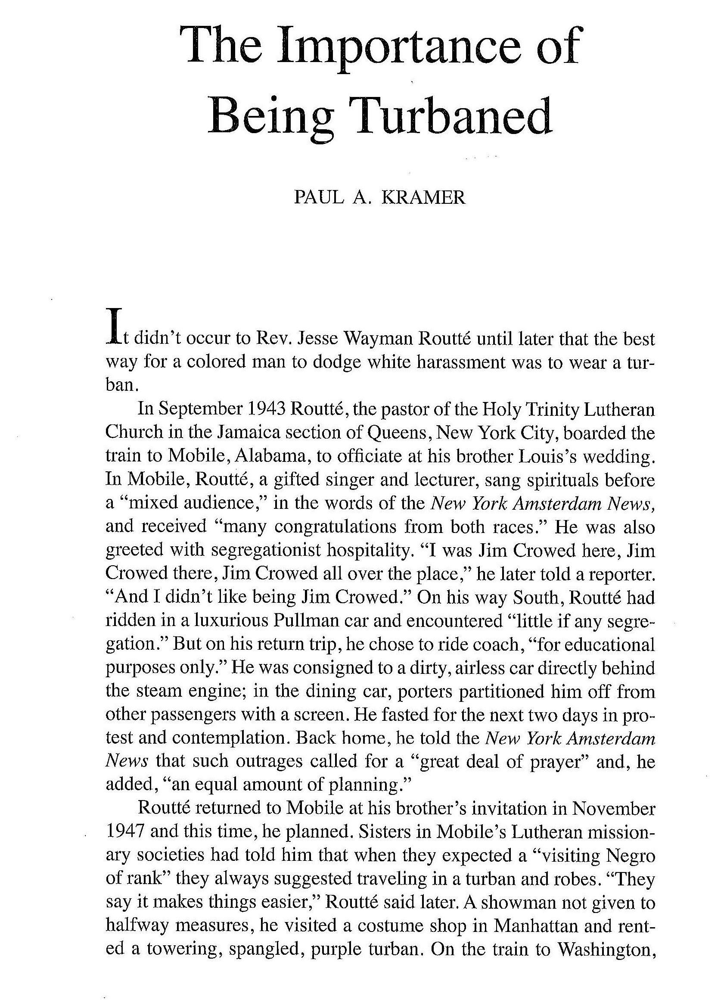 The Importance of
Being Turbaned
PAUL A. KRAMER
It didn’t occur to Rev. Jesse Wayman Routté until later that the best
way for a colored man to dodge white harassment was to wear a tur-
ban.
In September 1943 Routté, the pastor of the Holy Trinity Lutheran
Church in the Jamaica section of Queens, New York City, boarded the
train to Mobile, Alabama, to officiate at his brother Louis’s wedding.
In Mobile, Routté, a gifted singer and lecturer, sang spirituals before
a “mixed audience,” in the words of the New York Amsterdam News,
and received “many congratulations from both races.” He was also
greeted with segregationist hospitality. “I was Jim Crowed here, Jim
Crowed there, Jim Crowed all over the place,” he later told a reporter.
“And I didn’t like being Jim Crowed.” On his way South, Routté had
ridden in a luxurious Pullman car and encountered “little if any segre-
gation.” But on his return trip, he chose to ride coach, “for educational
purposes only.” He was consigned to a dirty, airless car directly behind
the steam engine; in the dining car, porters partitioned him off from
other passengers with a screen. He fasted for the next two days in pro-
test and contemplation. Back home, he told the New York Amsterdam
News that such outrages called for a “great deal of prayer” and, he
added, “an equal amount of planning.”
Routté returned to Mobile at his brother’s invitation in November
1947 and this time, he planned. Sisters in Mobile’s Lutheran mission-
ary societies had told him that when they expected a “visiting Negro
of rank” they always suggested traveling in a turban and robes. “They
say it makes things easier,” Routté said later. A showman not given to
halfway measures, he visited a costume shop in Manhattan and rent-
ed a towering, spangled, purple turban. On the train to Washington,